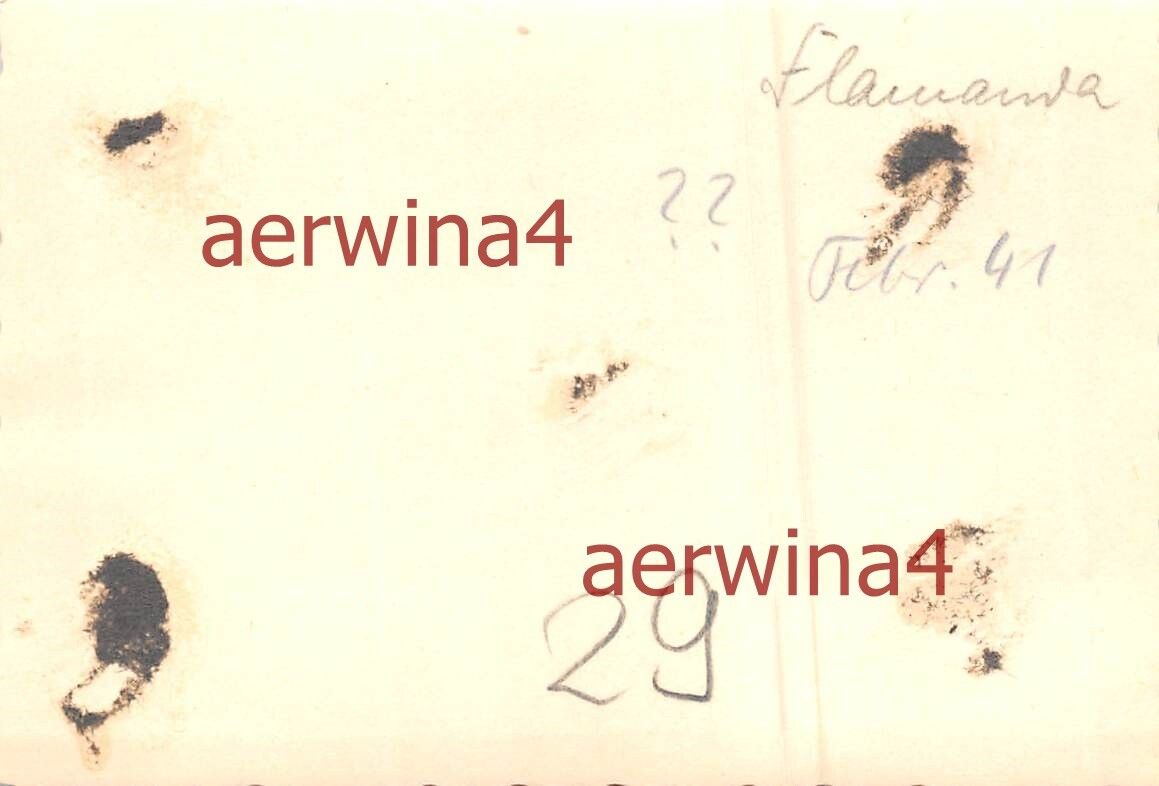 Flamanda
??
aerwina4
Febr. 41
aerwina4
29